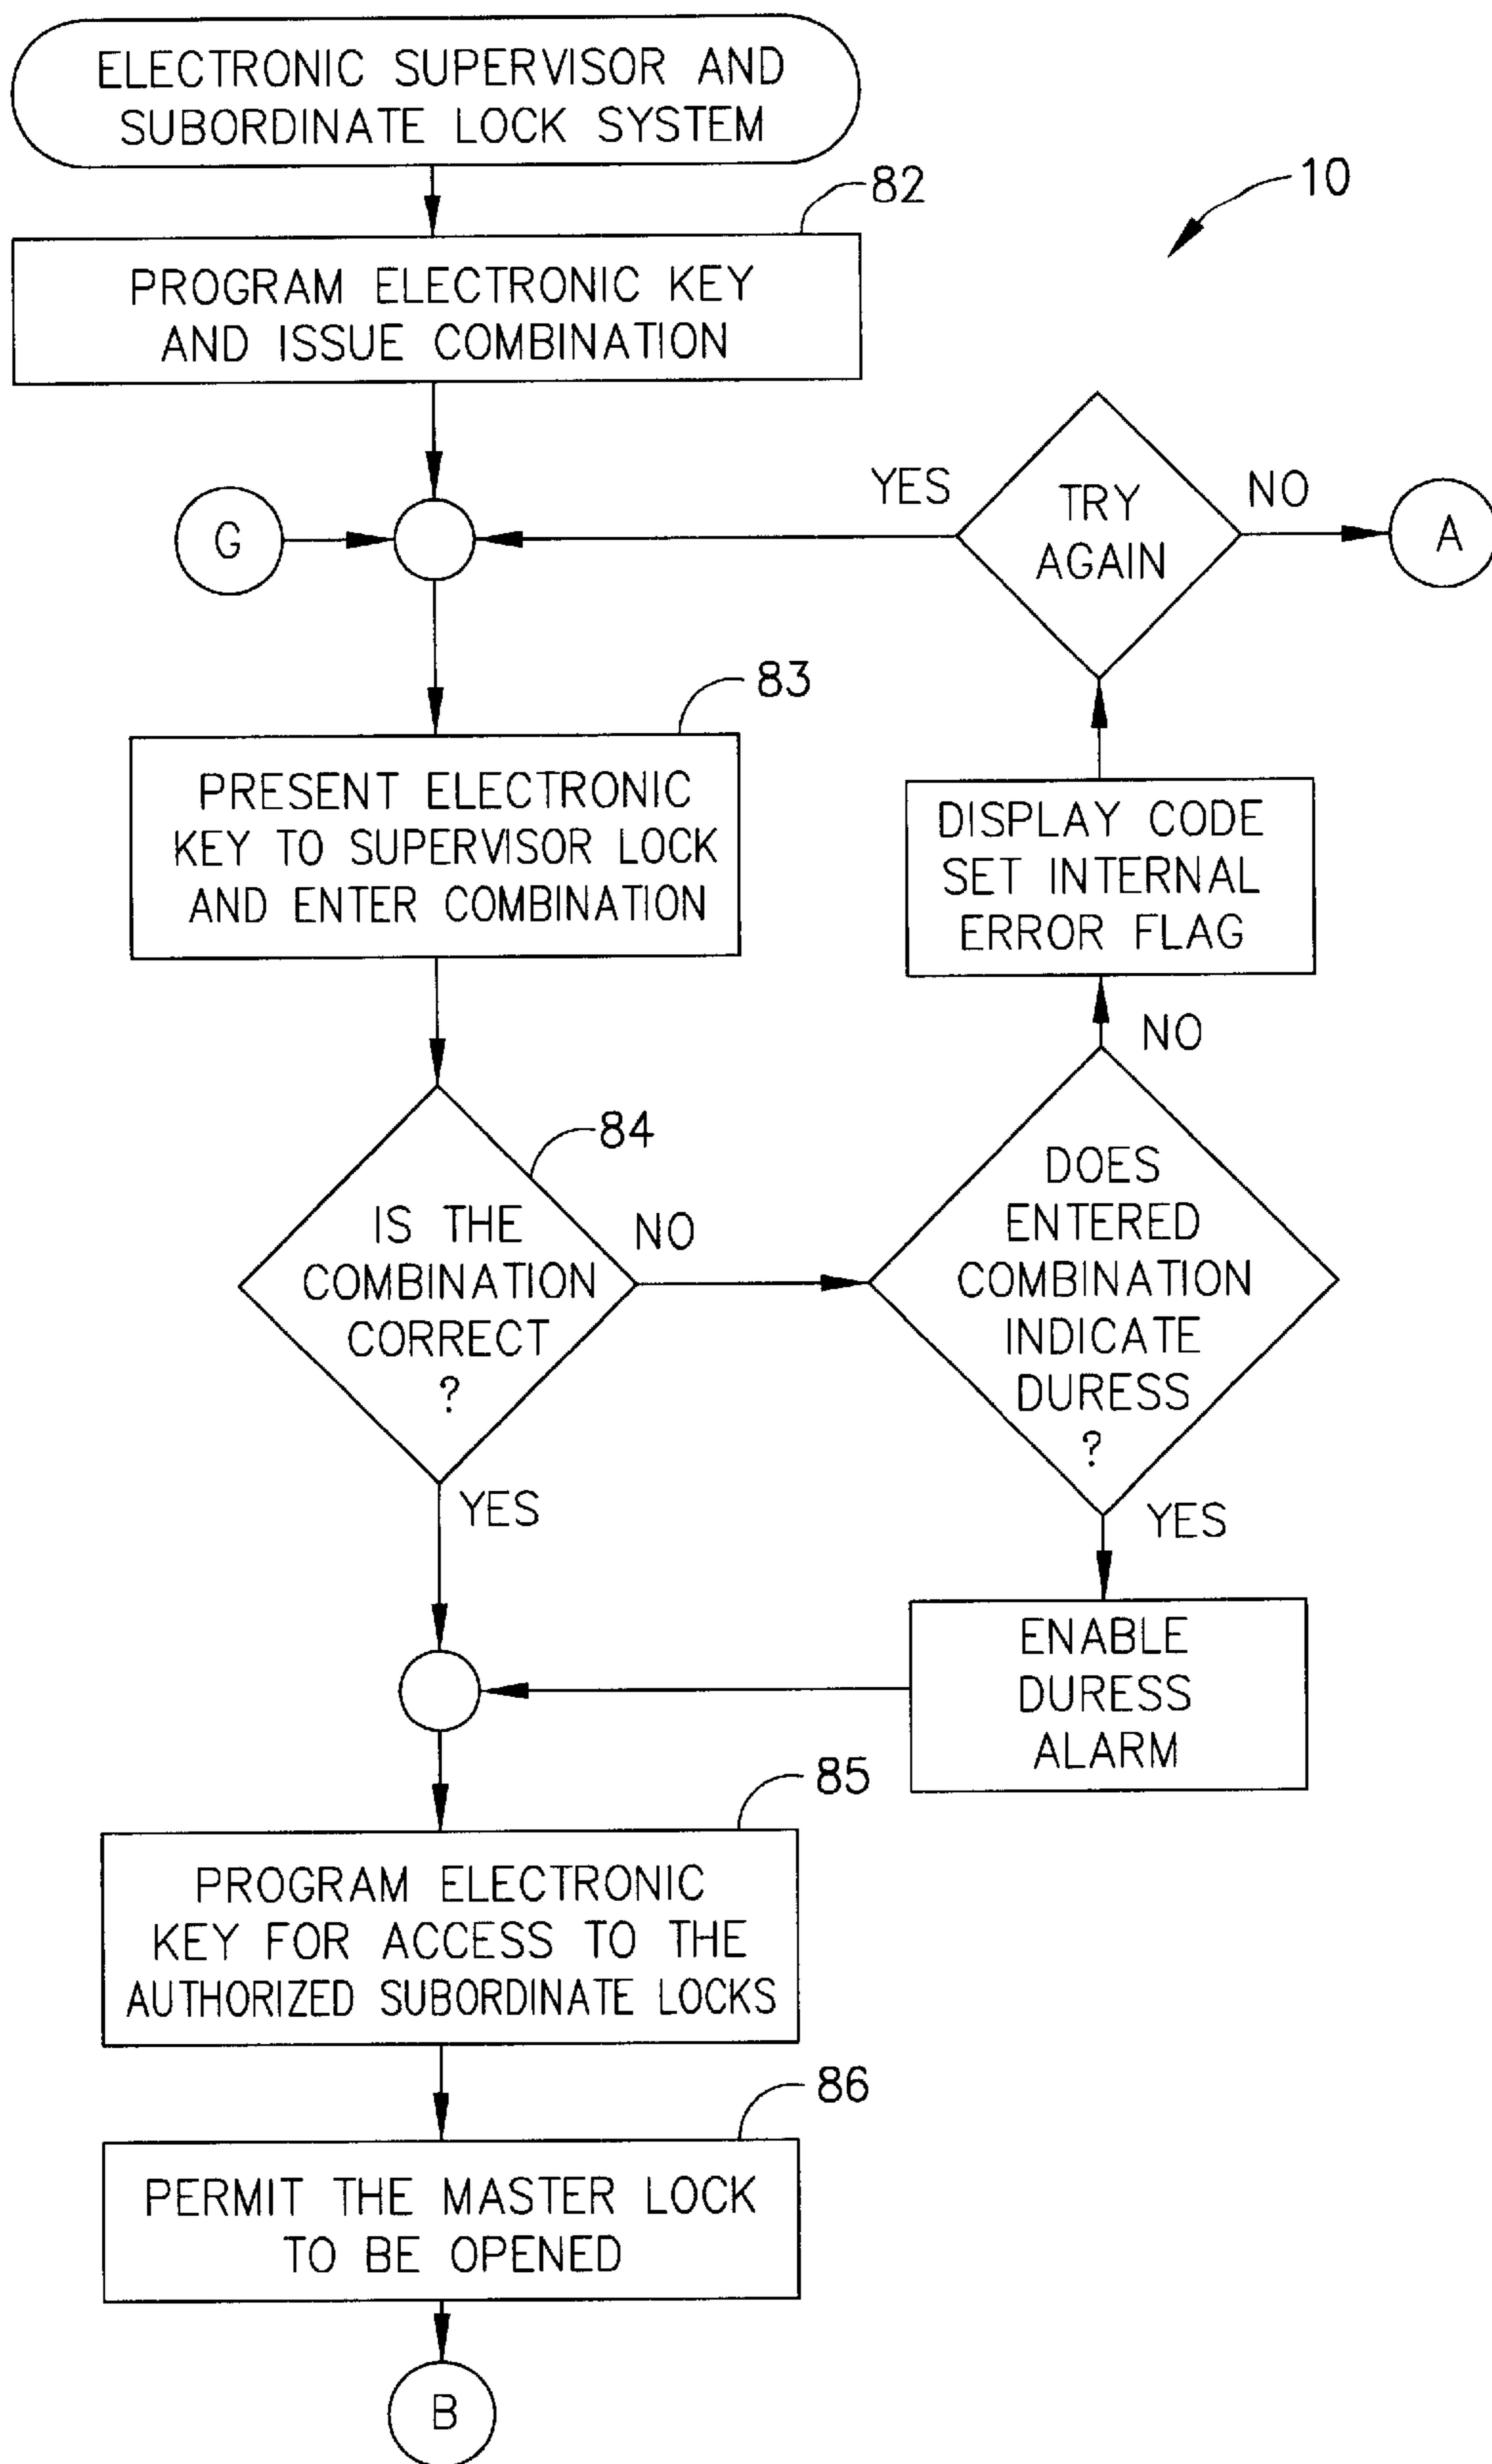 ELECTRONIC SUPERVISOR AND
SUBORDINATE LOCK SYSTEM
82
10
PROGRAM ELECTRONIC KEY
AND ISSUE COMBINATION
YES
TRY
AGAIN
NO
G
A
83
PRESENT ELECTRONIC
KEY TO SUPERVISOR LOCK
AND ENTER COMBINATION
DISPLAY CODE
SET INTERNAL
ERROR FLAG
NO
84
IS THE
COMBINATION
CORRECT
?
NO
DOES
ENTERED
COMBINATION
INDICATE
DURESS
?
YES
YES
ENABLE
DURESS
ALARM
85
PROGRAM ELECTRONIC
KEY FOR ACCESS TO THE
AUTHORIZED SUBORDINATE LOCKS
86
PERMIT THE MASTER LOCK
TO BE OPENED
B